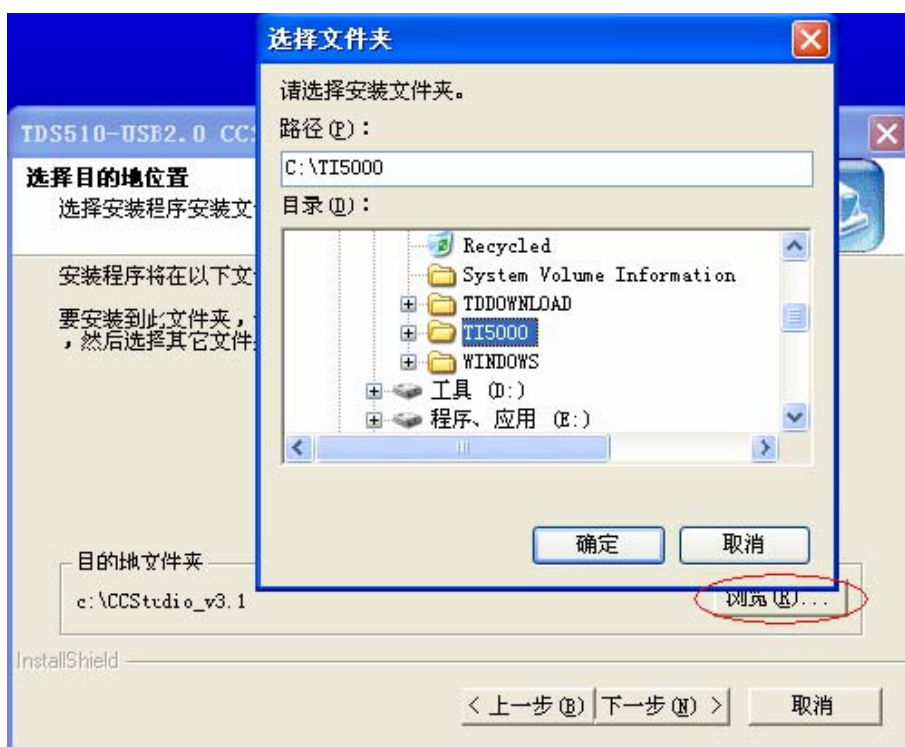 选择文件夹
请选择安装文件夹。
路径(P):
C:\TI5000
目录(D):
Recycled
System Volume Information
TDDOWNLOAD
TI5000
WINDOWS
工具 (D:)
程序、应用 (E:)
确定
取消
TDS510-USB2.0 CC
选择目的地位置
选择安装程序安装文
安装程序将在以下文
要安装到此文件夹,
,然后选择其它文件
目的地文件夹
c:\CCStudio_v3.1
浏览(R)...
InstallShield
< 上一步(B) 下一步(N) > 取消